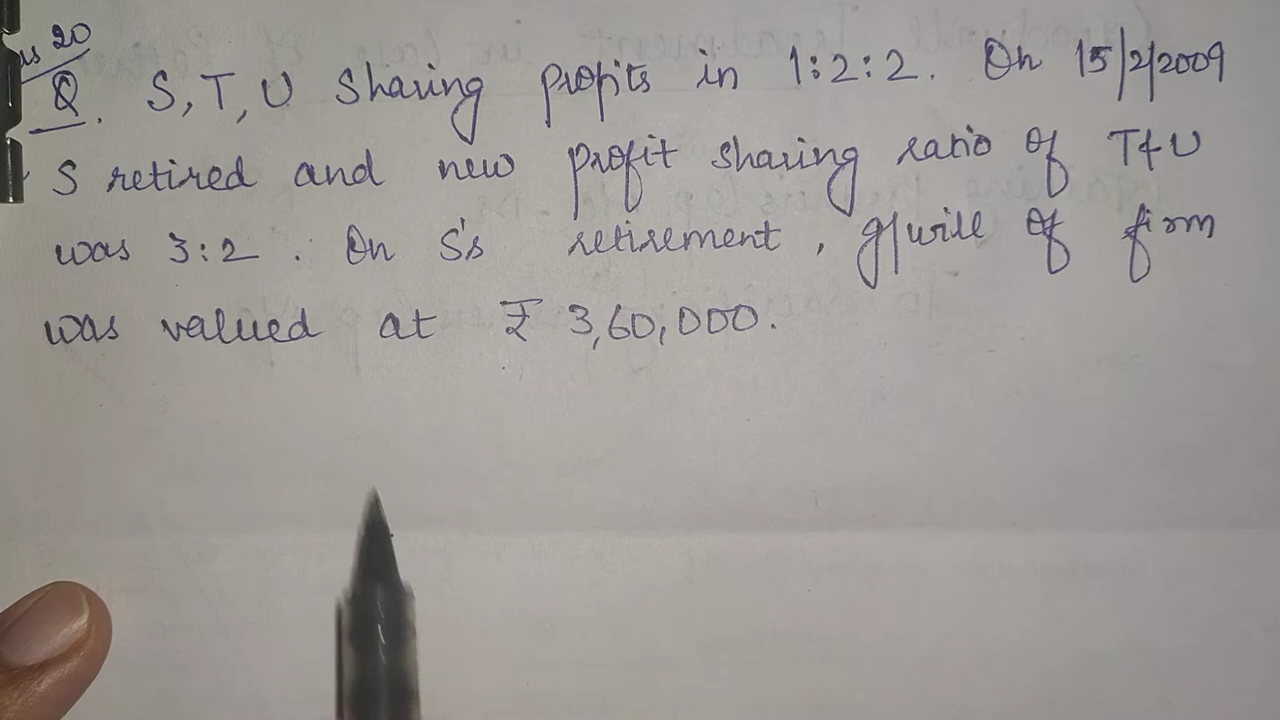 20
Q. S, T, U sharing profits in 1:2:2. On 15/2/2009
S retired and new profit sharing ratio of T & U
was 3:2. On S's retirement, g/will of firm
was valued at ₹ 3,60,000.